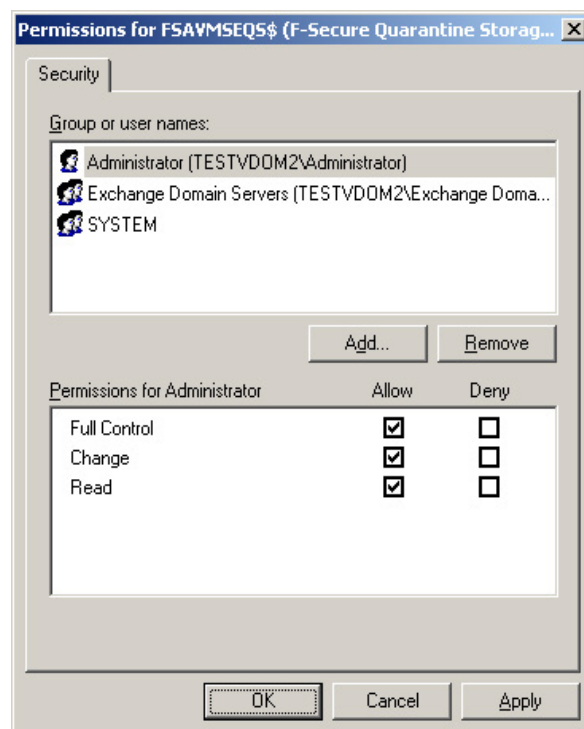 Permissions for FSAVMSEQS$ (F-Secure Quarantine Storag...
Security
Group or user names:
Administrator (TESTVDOM2\Administrator)
Exchange Domain Servers (TESTVDOM2\Exchange Doma...
SYSTEM
Add... Remove
Permissions for Administrator Allow Deny
Full Control
Change
Read
OK Cancel Apply